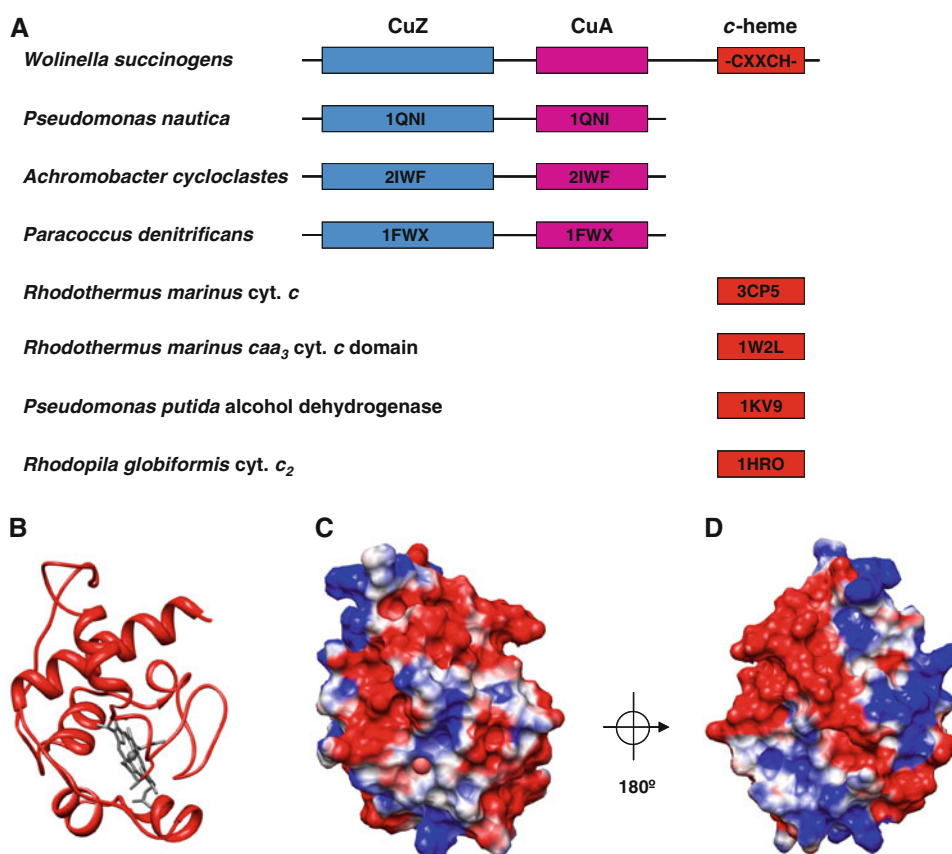 A
CuZ CuA c-heme
Wolinella succinogens -CXXCH-
Pseudomonas nautica 1QNI 1QNI
Achromobacter cycloclastes 2IWF 2IWF
Paracoccus denitrificans 1FWX 1FWX
Rhodothermus marinus cyt. c 3CP5
Rhodothermus marinus caa3 cyt. c domain 1W2L
Pseudomonas putida alcohol dehydrogenase 1KV9
Rhodopila globiformis cyt. c2 1HRO
B C D
180º